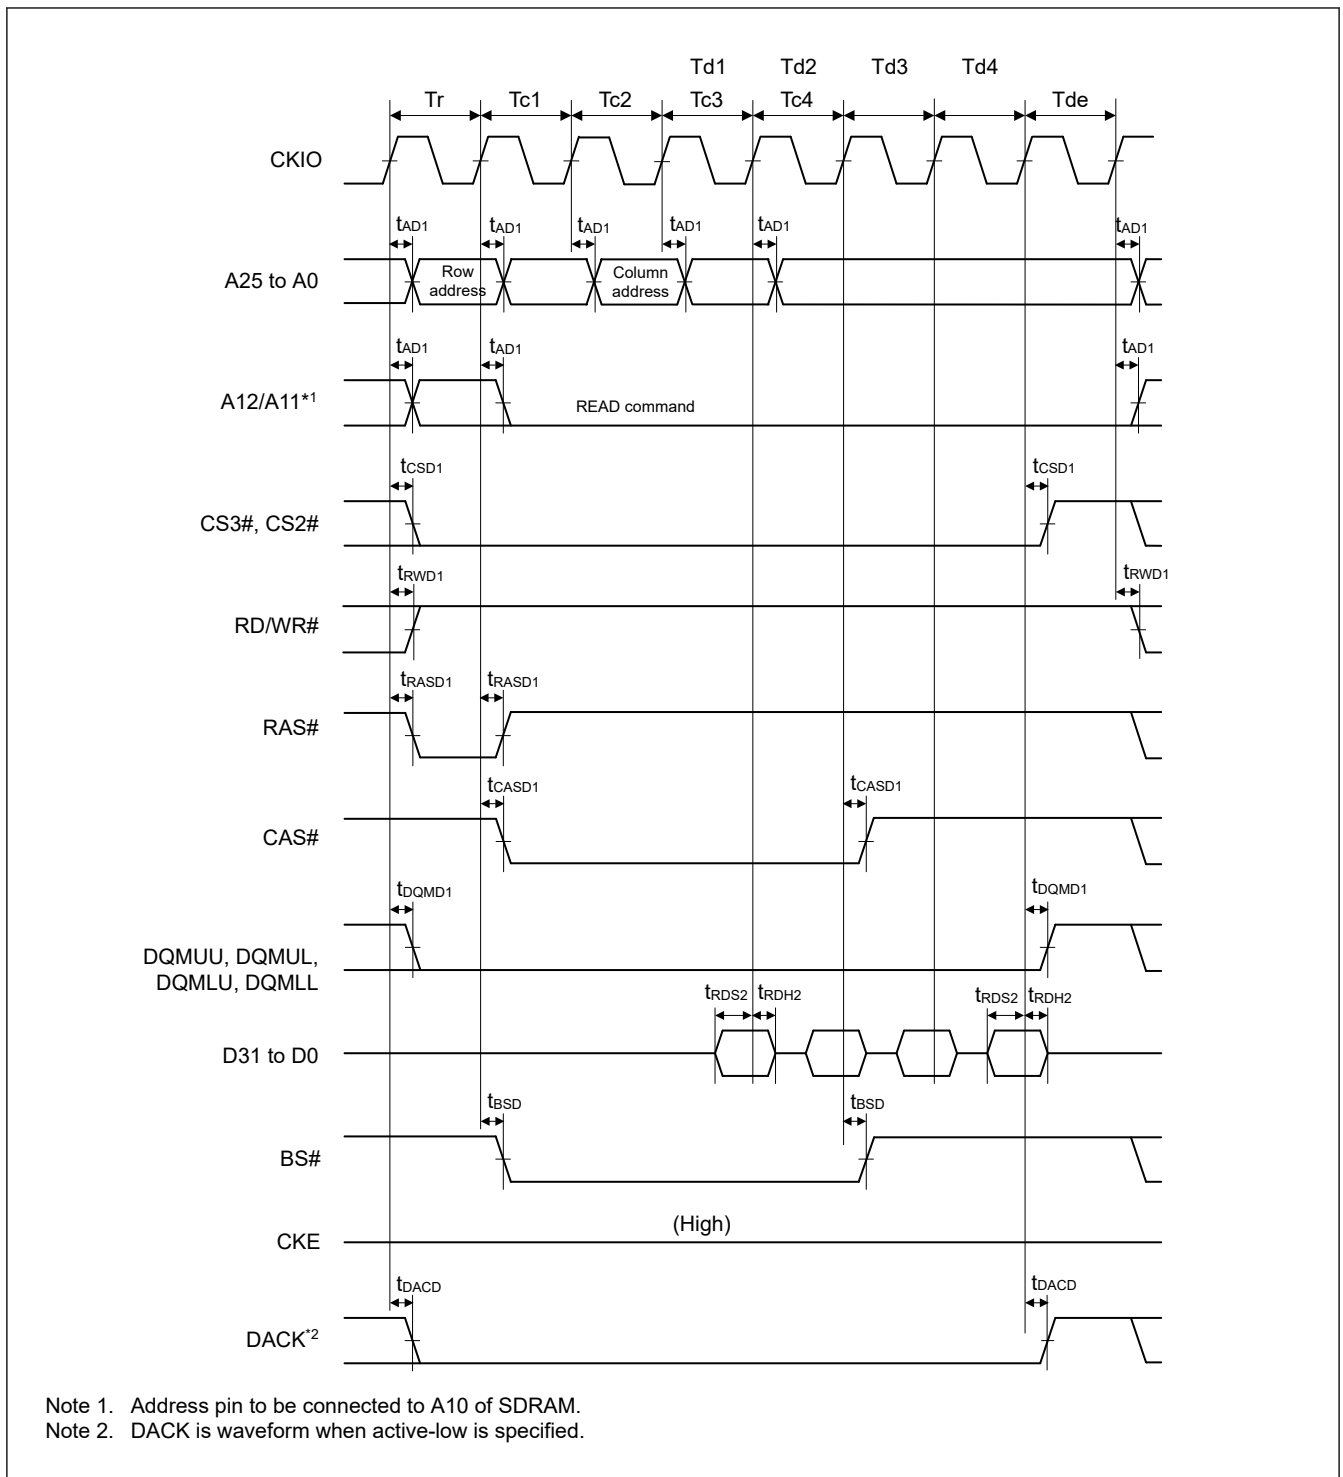 Td1 Td2 Td3 Td4
Tr Tc1 Tc2 Tc3 Tc4 Tde
CKIO
tAD1 tAD1 tAD1 tAD1 tAD1 tAD1
A25 to A0
Row address
Column address
tAD1 tAD1 tAD1
A12/A11*1
READ command
tCSD1 tCSD1
CS3#, CS2#
tRWD1 tRWD1
RD/WR#
tRASD1 tRASD1
RAS#
tCASD1 tCASD1
CAS#
tDQMD1 tDQMD1
DQMUU, DQMUL,
DQMLU, DQMLL
tRDS2 tRDH2 tRDS2 tRDH2
D31 to D0
tBSD tBSD
BS#
(High)
CKE
tDACD tDACD
DACK*2
Note 1. Address pin to be connected to A10 of SDRAM.
Note 2. DACK is waveform when active-low is specified.